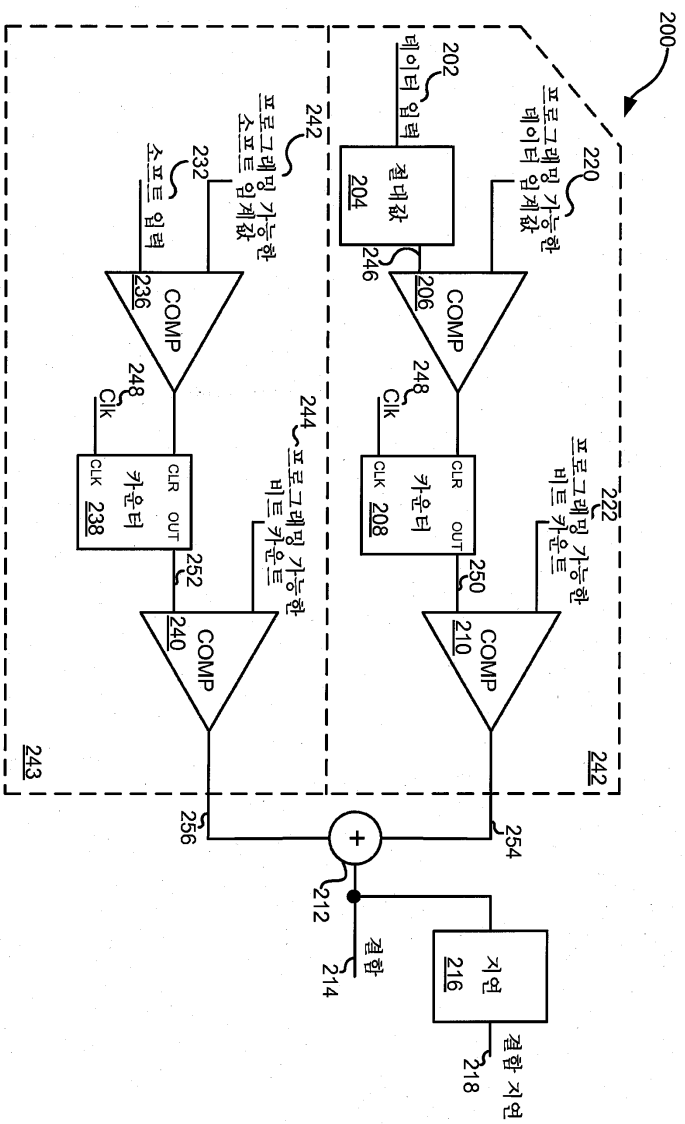 200
220
프로그래밍 가능한
데이터 임계값
202
데이터 입력
절대값
204
246
COMP
206
248
Clk
CLR OUT
카운터
CLK
208
222
프로그래밍 가능한
비트 카운트
250
COMP
210
242
254
242
프로그래밍 가능한
소프트 임계값
232
소프트 입력
COMP
236
248
Clk
CLR OUT
카운터
CLK
238
244
프로그래밍 가능한
비트 카운트
252
COMP
240
243
256
+
212
결함
214
지연
216
결함 지연
218